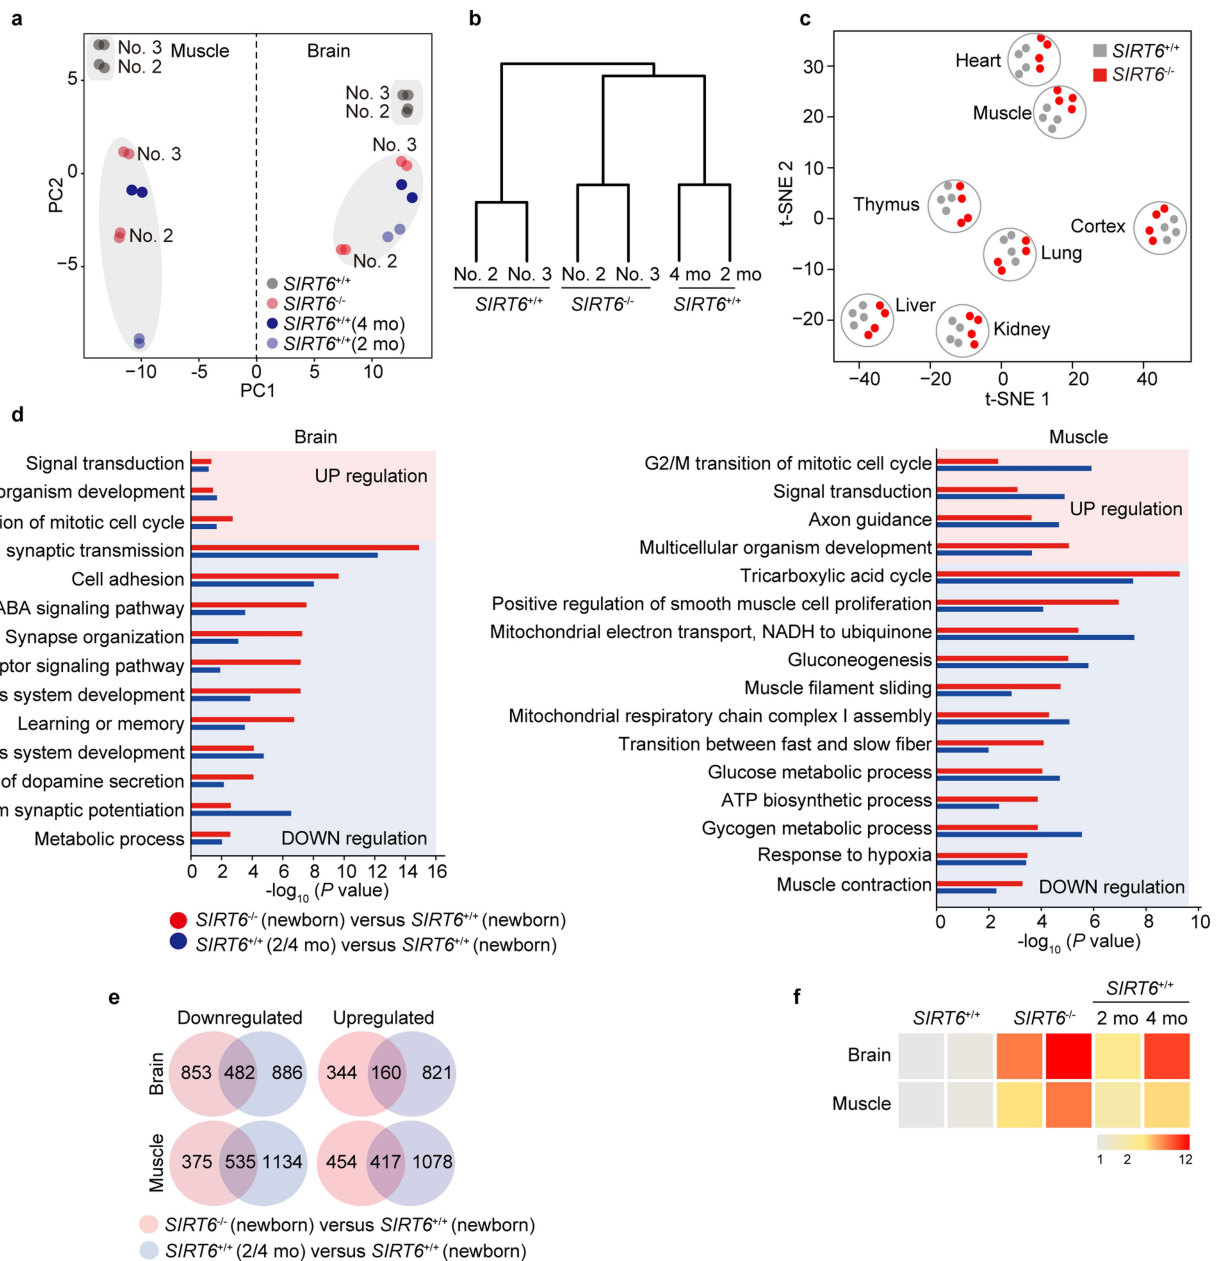 a
No. 3
No. 2
Muscle
Brain
No. 3
No. 2
No. 3
No. 3
No. 2
No. 2
5
0
−5
PC2
SIRT6+/+
SIRT6-/-
SIRT6+/+(4 mo)
SIRT6+/+(2 mo)
−10 -5 0 5 10
PC1
b
No. 2 No. 3 No. 2 No. 3 4 mo 2 mo
SIRT6+/+ SIRT6-/- SIRT6+/+
c
SIRT6+/+
SIRT6-/-
Heart
Muscle
Thymus
Cortex
Lung
Liver
Kidney
30
20
10
0
−10
−20
t-SNE 2
−40 −20 0 20 40
t-SNE 1
d
Brain
Signal transduction
organism development
ion of mitotic cell cycle
synaptic transmission
Cell adhesion
ABA signaling pathway
Synapse organization
ptor signaling pathway
s system development
Learning or memory
s system development
of dopamine secretion
m synaptic potentiation
Metabolic process
UP regulation
DOWN regulation
0 2 4 6 8 10 12 14 16
-log10 (P value)
SIRT6-/- (newborn) versus SIRT6+/+ (newborn)
SIRT6+/+ (2/4 mo) versus SIRT6+/+ (newborn)
Muscle
G2/M transition of mitotic cell cycle
Signal transduction
Axon guidance
Multicellular organism development
Tricarboxylic acid cycle
Positive regulation of smooth muscle cell proliferation
Mitochondrial electron transport, NADH to ubiquinone
Gluconeogenesis
Muscle filament sliding
Mitochondrial respiratory chain complex I assembly
Transition between fast and slow fiber
Glucose metabolic process
ATP biosynthetic process
Gycogen metabolic process
Response to hypoxia
Muscle contraction
UP regulation
DOWN regulation
0 2 4 6 8 10
-log10 (P value)
e
Downregulated Upregulated
Brain
853 482 886 344 160 821
Muscle
375 535 1134 454 417 1078
SIRT6-/- (newborn) versus SIRT6+/+ (newborn)
SIRT6+/+ (2/4 mo) versus SIRT6+/+ (newborn)
f
SIRT6+/+
SIRT6+/+ SIRT6-/- 2 mo 4 mo
Brain
Muscle
1 2 12